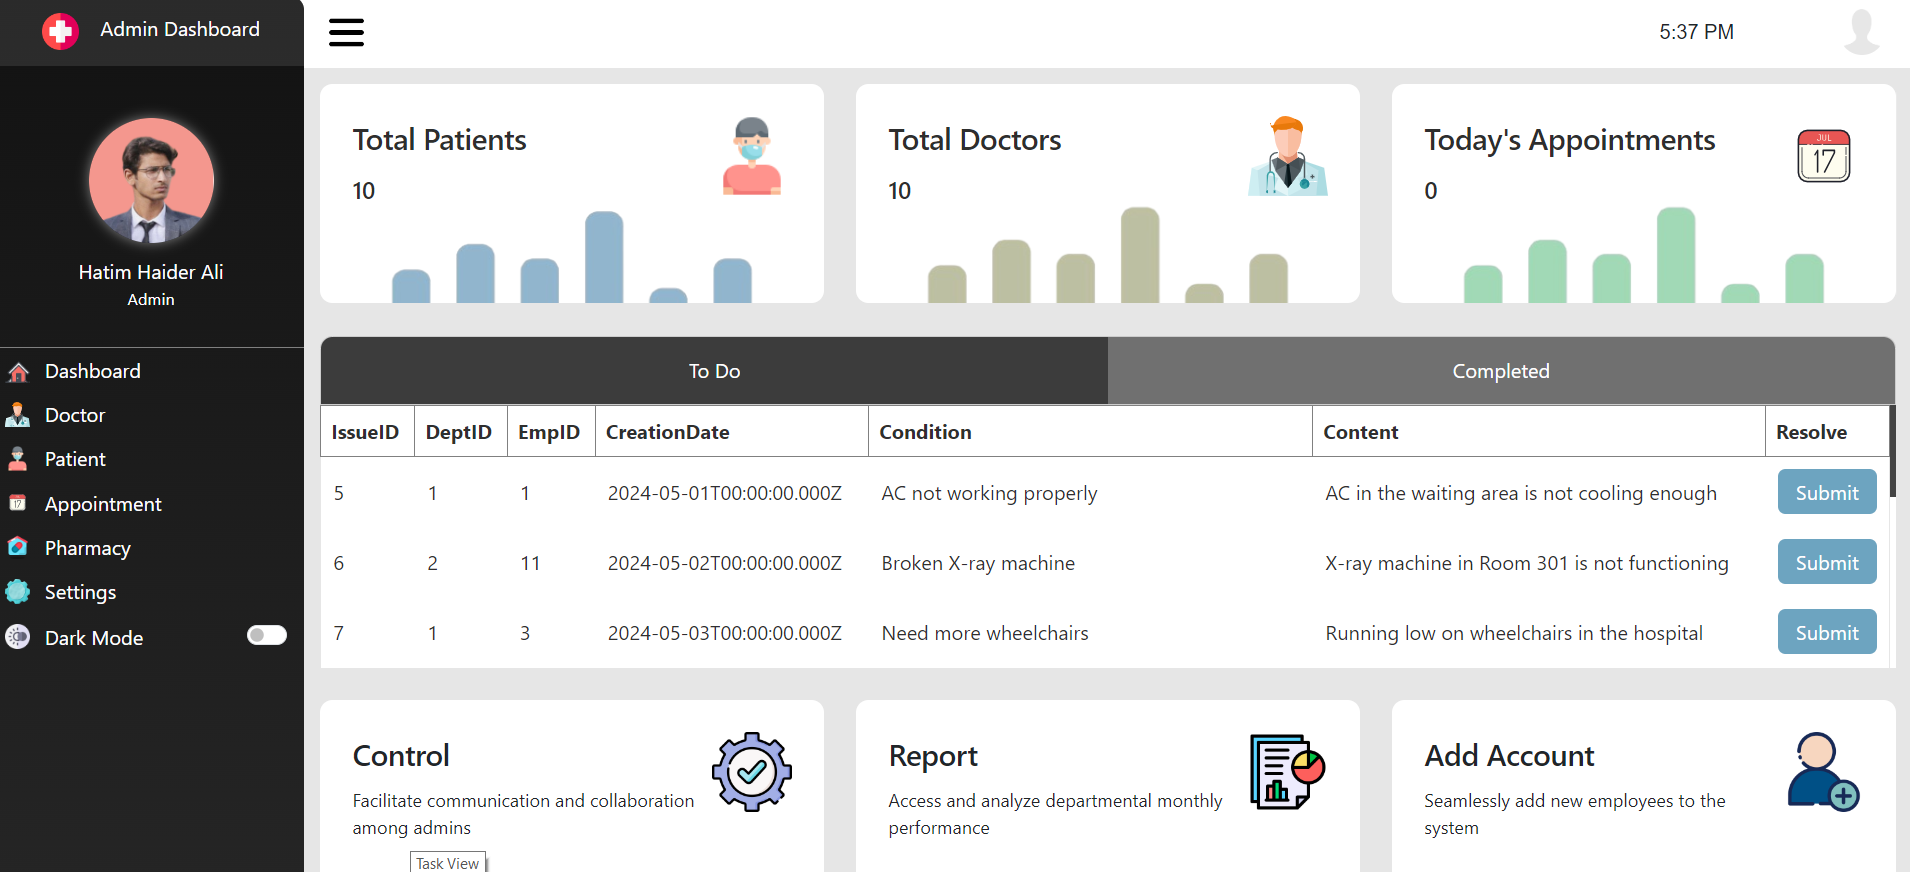 Admin Dashboard
5:37 PM
Hatim Haider Ali
Admin
Dashboard
Doctor
Patient
Appointment
Pharmacy
Settings
Dark Mode
Total Patients
10
Total Doctors
10
Today's Appointments
0
JUL
17
To Do Completed
IssueID DeptID EmpID CreationDate Condition Content Resolve
5 1 1 2024-05-01T00:00:00.000Z AC not working properly AC in the waiting area is not cooling enough Submit
6 2 11 2024-05-02T00:00:00.000Z Broken X-ray machine X-ray machine in Room 301 is not functioning Submit
7 1 3 2024-05-03T00:00:00.000Z Need more wheelchairs Running low on wheelchairs in the hospital Submit
Control
Facilitate communication and collaboration
among admins
Task View
Report
Access and analyze departmental monthly
performance
Add Account
Seamlessly add new employees to the
system